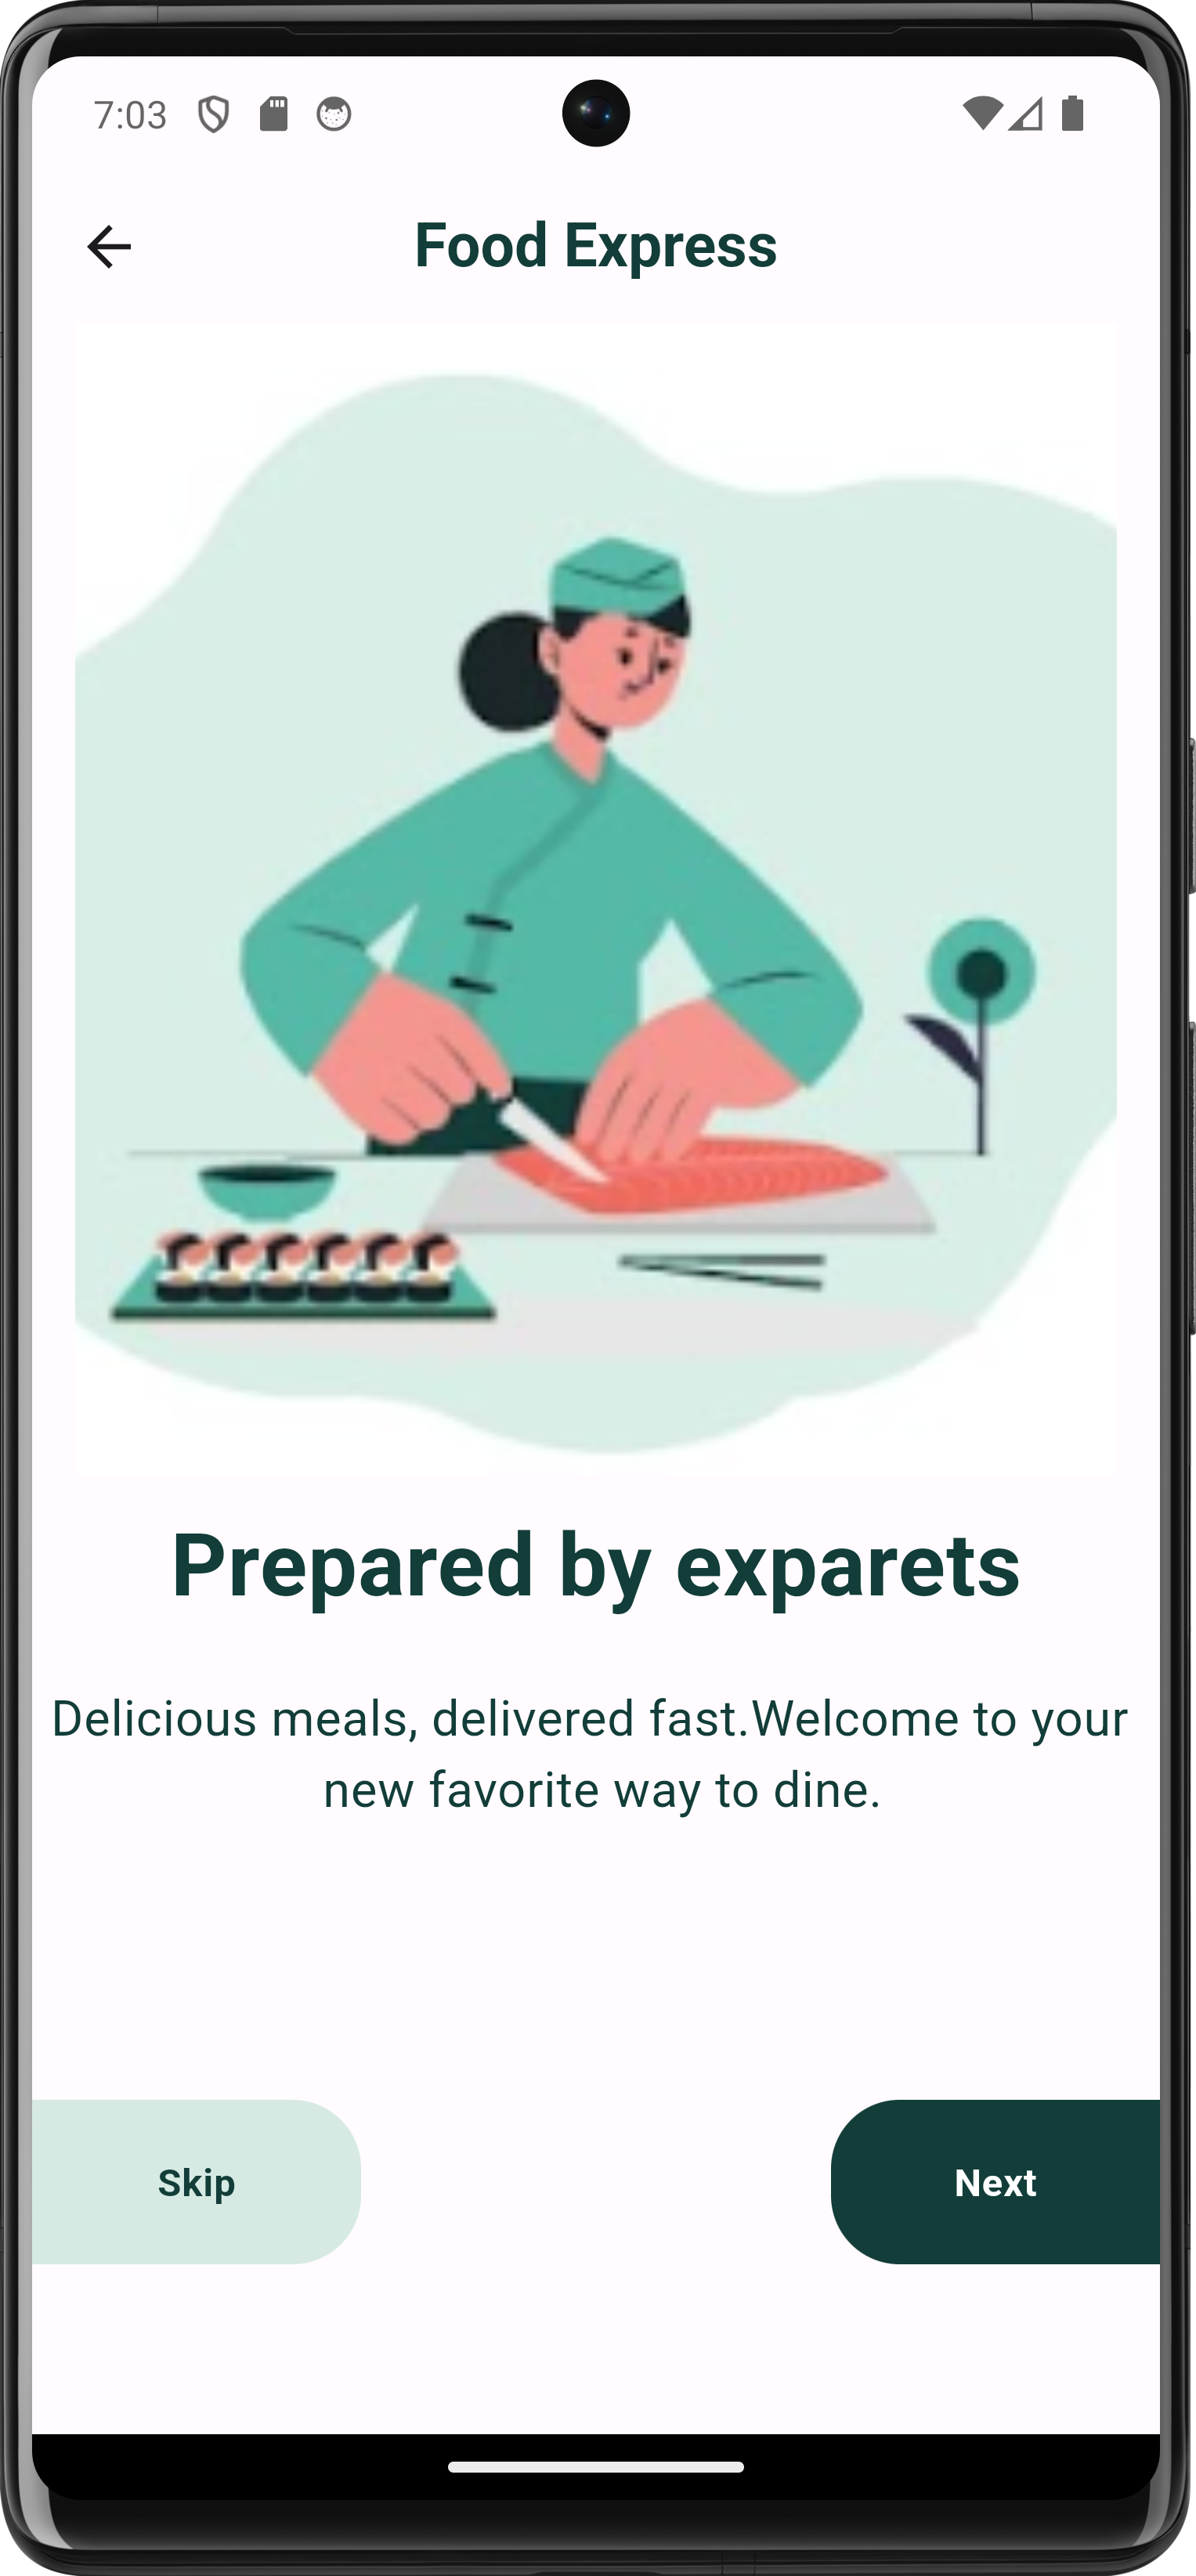 7:03
Food Express
Prepared by exparets
Delicious meals, delivered fast.Welcome to your
new favorite way to dine.
Skip
Next